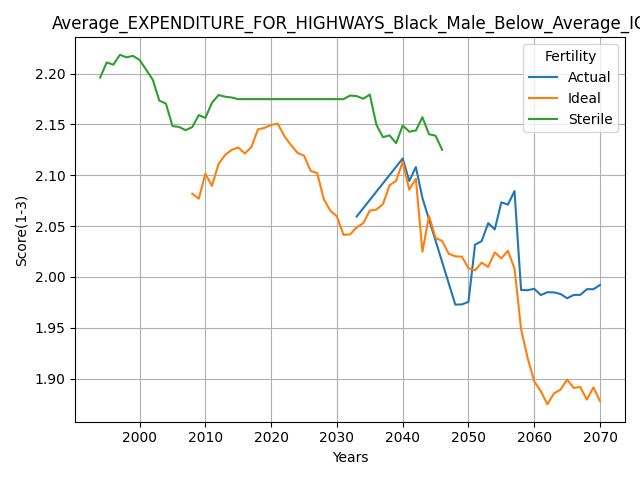 Average_EXPENDITURE_FOR_HIGHWAYS_Black_Male_Below_Average_IC
Fertility
Actual
Ideal
Sterile
Score(1-3)
2.20
2.15
2.10
2.05
2.00
1.95
1.90
2000 2010 2020 2030 2040 2050 2060 2070
Years